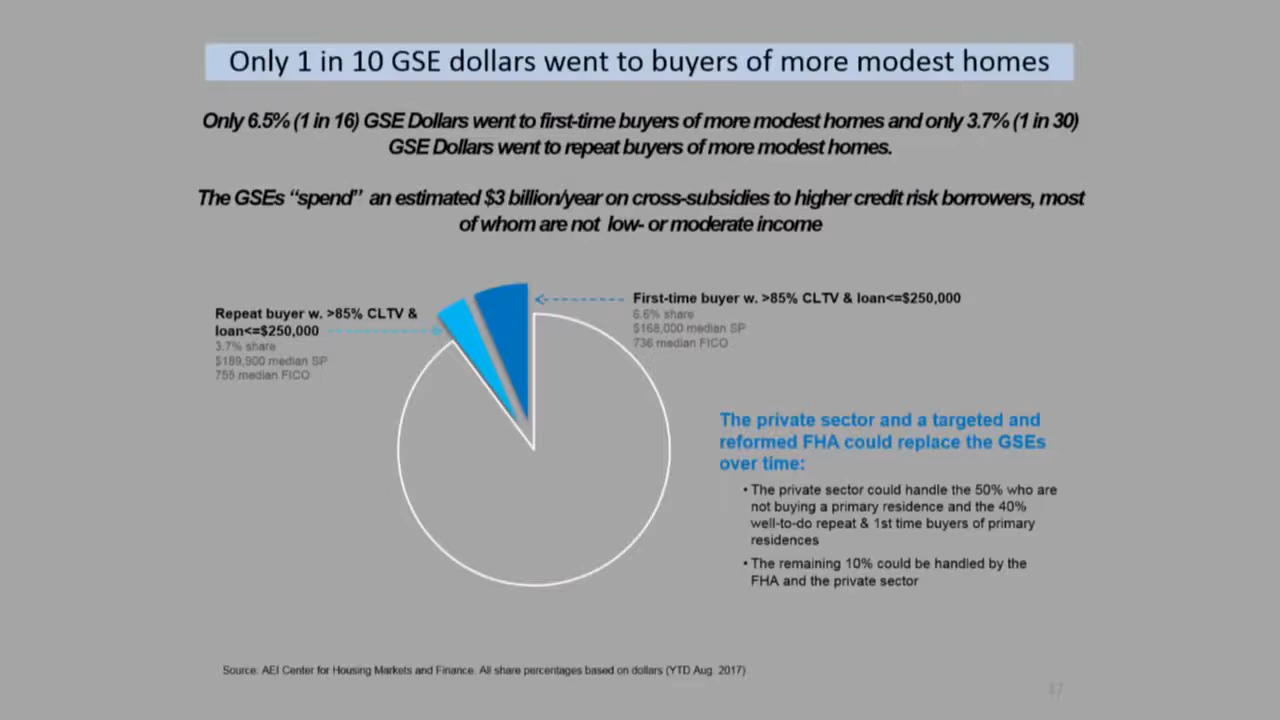 Only 1 in 10 GSE dollars went to buyers of more modest homes
Only 6.5% (1 in 16) GSE Dollars went to first-time buyers of more modest homes and only 3.7% (1 in 30)
GSE Dollars went to repeat buyers of more modest homes.
The GSEs “spend” an estimated $3 billion/year on cross-subsidies to higher credit risk borrowers, most
of whom are not low- or moderate income
Repeat buyer w. >85% CLTV &
loan<=$250,000
3.7% share
$189,900 median SP
755 median FICO
First-time buyer w. >85% CLTV & loan<=$250,000
6.6% share
$168,000 median SP
736 median FICO
The private sector and a targeted and
reformed FHA could replace the GSEs
over time:
• The private sector could handle the 50% who are
not buying a primary residence and the 40%
well-to-do repeat & 1st time buyers of primary
residences
• The remaining 10% could be handled by the
FHA and the private sector
Source: AEI Center for Housing Markets and Finance. All share percentages based on dollars (YTD Aug. 2017)